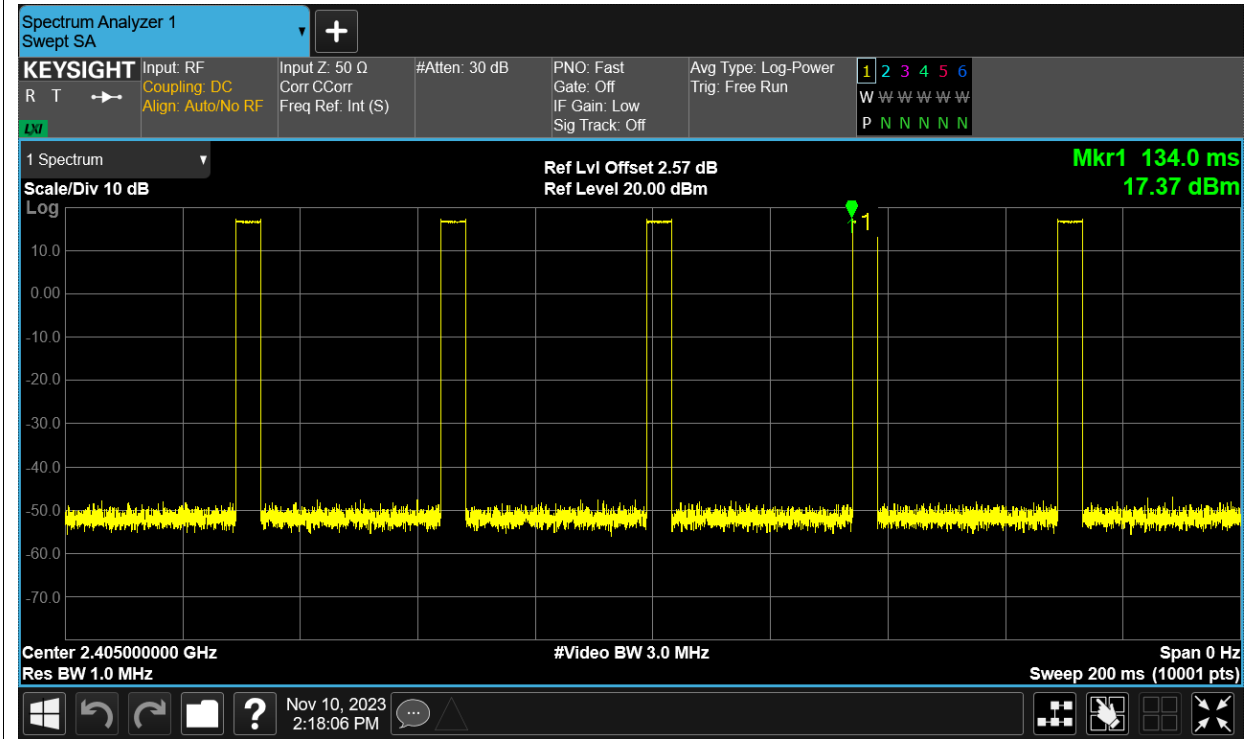 Spectrum Analyzer 1
Swept SA
+
KEYSIGHT
R T
LXI
Input: RF
Coupling: DC
Align: Auto/No RF
Input Z: 50 Ω
Corr CCorr
Freq Ref: Int (S)
#Atten: 30 dB
PNO: Fast
Gate: Off
IF Gain: Low
Sig Track: Off
Avg Type: Log-Power
Trig: Free Run
1 2 3 4 5 6
W W W W W W
P N N N N N
1 Spectrum
Scale/Div 10 dB
Log
Ref Lvl Offset 2.57 dB
Ref Level 20.00 dBm
Mkr1 134.0 ms
17.37 dBm
1
10.0
0.00
-10.0
-20.0
-30.0
-40.0
-50.0
-60.0
-70.0
Center 2.405000000 GHz
Res BW 1.0 MHz
#Video BW 3.0 MHz
Span 0 Hz
Sweep 200 ms (10001 pts)
?
Nov 10, 2023
2:18:06 PM